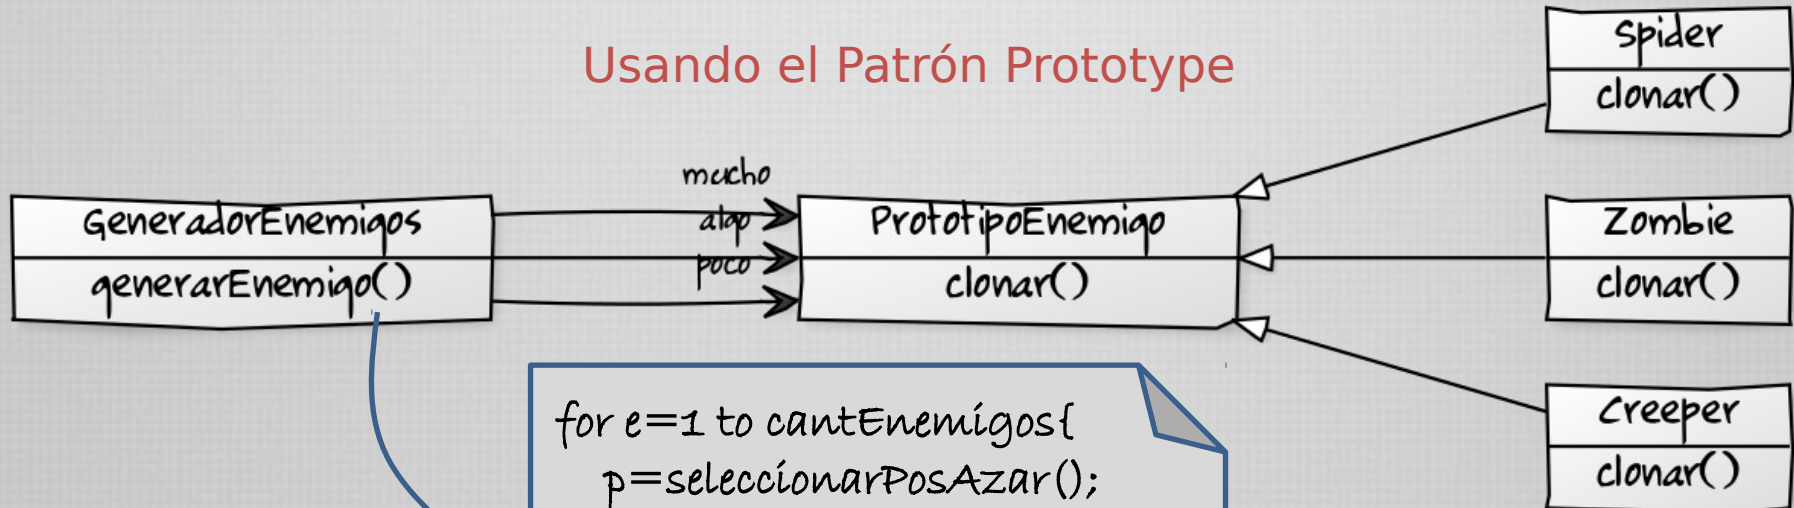 Usando el Patrón Prototype
Spider
clonar()
mucho
algo
poco
GeneradorEnemigos
generarEnemigo()
PrototipoEnemigo
clonar()
Zombie
clonar()
Creeper
clonar()
for e=1 to cantEnemigos{
p=seleccionarPosAzar();